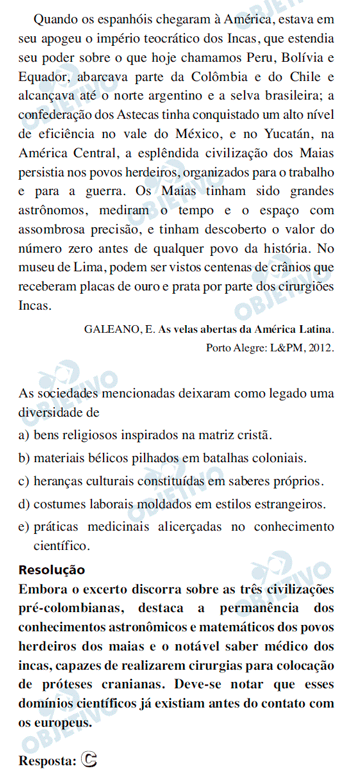 Quando os espanhóis chegaram à América, estava em
seu apogeu o império teocrático dos Incas, que estendia
seu poder sobre o que hoje chamamos Peru, Bolívia e
Equador, abarcava parte da Colômbia e do Chile e
alcançava até o norte argentino e a selva brasileira; a
confederação dos Astecas tinha conquistado um alto nível
de eficiência no vale do México, e no Yucatán, na
América Central, a esplêndida civilização dos Maias
persistia nos povos herdeiros, organizados para o trabalho
e para a guerra. Os Maias tinham sido grandes
astrônomos, mediram o tempo e o espaço com
assombrosa precisão, e tinham descoberto o valor do
número zero antes de qualquer povo da história. No
museu de Lima, podem ser vistos centenas de crânios que
receberam placas de ouro e prata por parte dos cirurgiões
Incas.
GALEANO, E. As velas abertas da América Latina.
Porto Alegre: L&PM, 2012.
As sociedades mencionadas deixaram como legado uma
diversidade de
a) bens religiosos inspirados na matriz cristã.
b) materiais bélicos pilhados em batalhas coloniais.
c) heranças culturais constituídas em saberes próprios.
d) costumes laborais moldados em estilos estrangeiros.
e) práticas medicinais alicerçadas no conhecimento
científico.
Resolução
Embora o excerto discorra sobre as três civilizações
pré-colombianas, destaca a permanência dos
conhecimentos astronômicos e matemáticos dos povos
herdeiros dos maias e o notável saber médico dos
incas, capazes de realizarem cirurgias para colocação
de próteses cranianas. Deve-se notar que esses
domínios científicos já existiam antes do contato com
os europeus.
Resposta: C
OBJETIVO
OBJETIVO
OBJETIVO
OBJETIVO
OBJETIVO
OBJETIVO
OBJETIVO
OBJETIVO
OBJETIVO